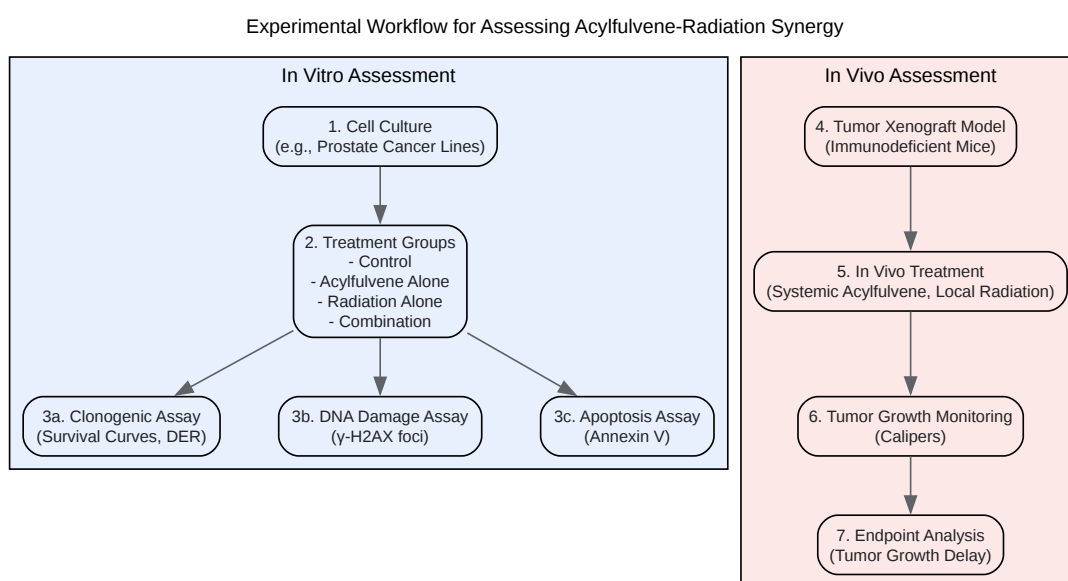 Experimental Workflow for Assessing Acylfulvene-Radiation Synergy
In Vitro Assessment
1. Cell Culture
(e.g., Prostate Cancer Lines)
2. Treatment Groups
- Control
- Acylfulvene Alone
- Radiation Alone
- Combination
3a. Clonogenic Assay
(Survival Curves, DER)
3b. DNA Damage Assay
(γ-H2AX foci)
3c. Apoptosis Assay
(Annexin V)
In Vivo Assessment
4. Tumor Xenograft Model
(Immunodeficient Mice)
5. In Vivo Treatment
(Systemic Acylfulvene, Local Radiation)
6. Tumor Growth Monitoring
(Calipers)
7. Endpoint Analysis
(Tumor Growth Delay)